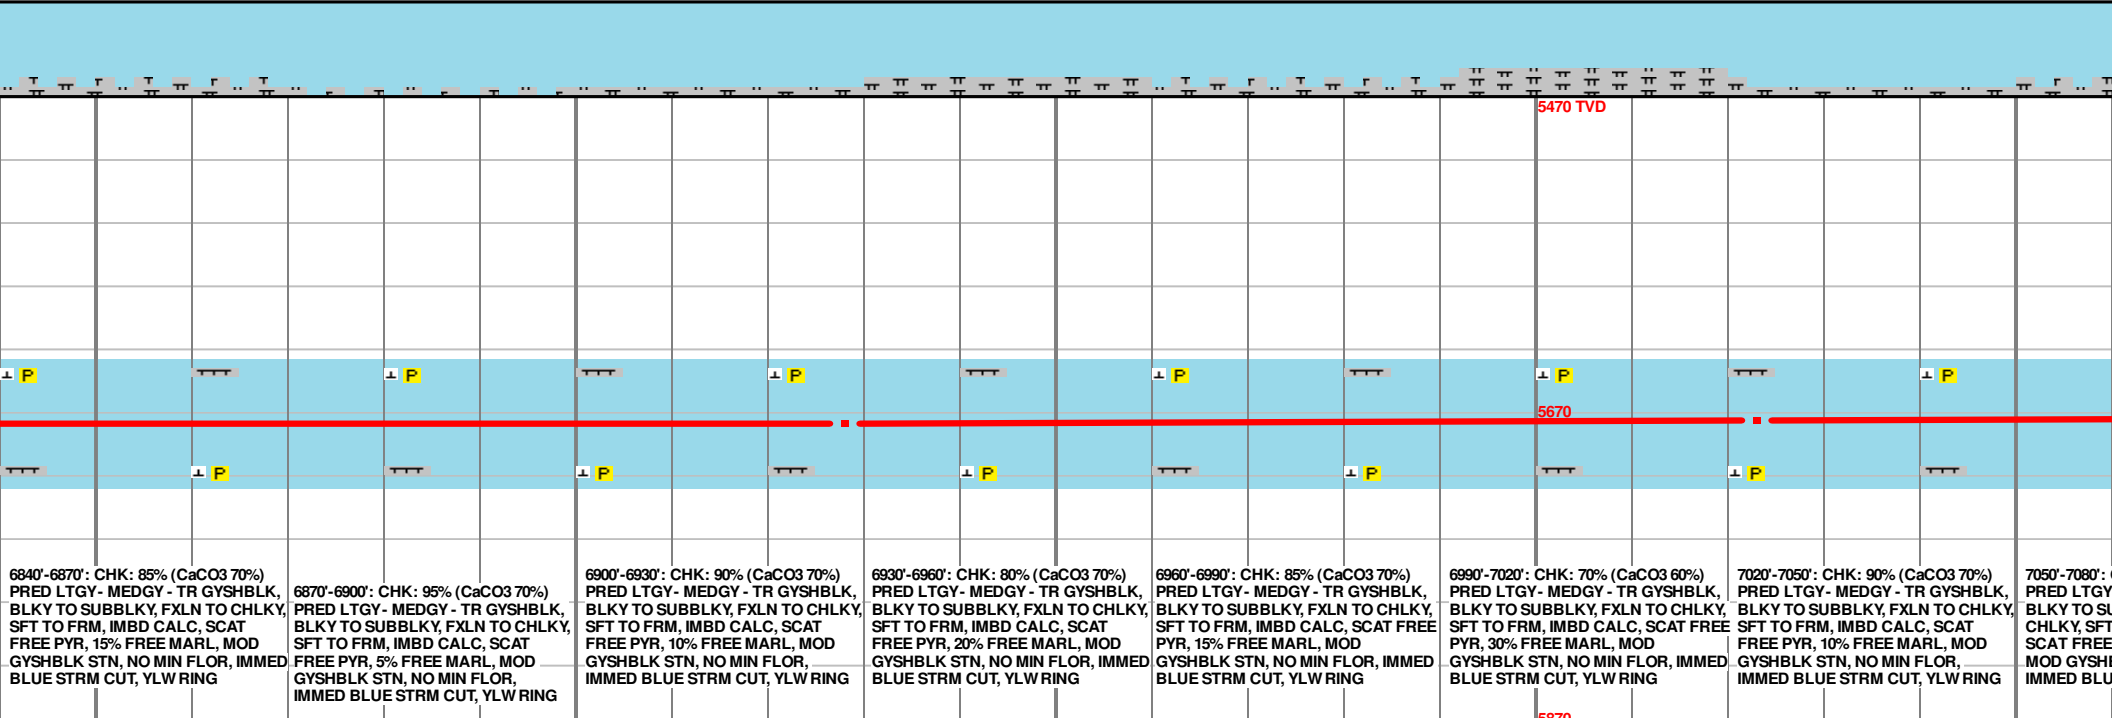 5470 TVD
P
P
P
P
P
P
5670
P
P
P
P
P
6840'-6870': CHK: 85% (CaCO3 70%)
PRED LTGY- MEDGY - TR GYSHBLK,
BLKY TO SUBBLKY, FXLN TO CHLKY,
SFT TO FRM, IMBD CALC, SCAT
FREE PYR, 15% FREE MARL, MOD
GYSHBLK STN, NO MIN FLOR, IMMED
BLUE STRM CUT, YLW RING
6870'-6900': CHK: 95% (CaCO3 70%)
PRED LTGY- MEDGY - TR GYSHBLK,
BLKY TO SUBBLKY, FXLN TO CHLKY,
SFT TO FRM, IMBD CALC, SCAT
FREE PYR, 5% FREE MARL, MOD
GYSHBLK STN, NO MIN FLOR,
IMMED BLUE STRM CUT, YLW RING
6900'-6930': CHK: 90% (CaCO3 70%)
PRED LTGY- MEDGY - TR GYSHBLK,
BLKY TO SUBBLKY, FXLN TO CHLKY,
SFT TO FRM, IMBD CALC, SCAT
FREE PYR, 10% FREE MARL, MOD
GYSHBLK STN, NO MIN FLOR,
IMMED BLUE STRM CUT, YLW RING
6930'-6960': CHK: 80% (CaCO3 70%)
PRED LTGY- MEDGY - TR GYSHBLK,
BLKY TO SUBBLKY, FXLN TO CHLKY,
SFT TO FRM, IMBD CALC, SCAT
FREE PYR, 20% FREE MARL, MOD
GYSHBLK STN, NO MIN FLOR, IMMED
BLUE STRM CUT, YLW RING
6960'-6990': CHK: 85% (CaCO3 70%)
PRED LTGY- MEDGY - TR GYSHBLK,
BLKY TO SUBBLKY, FXLN TO CHLKY,
SFT TO FRM, IMBD CALC, SCAT FREE
PYR, 15% FREE MARL, MOD
GYSHBLK STN, NO MIN FLOR, IMMED
BLUE STRM CUT, YLW RING
6990'-7020': CHK: 70% (CaCO3 60%)
PRED LTGY- MEDGY - TR GYSHBLK,
BLKY TO SUBBLKY, FXLN TO CHLKY,
SFT TO FRM, IMBD CALC, SCAT FREE
PYR, 30% FREE MARL, MOD
GYSHBLK STN, NO MIN FLOR, IMMED
BLUE STRM CUT, YLW RING
7020'-7050': CHK: 90% (CaCO3 70%)
PRED LTGY- MEDGY - TR GYSHBLK,
BLKY TO SUBBLKY, FXLN TO CHLKY,
SFT TO FRM, IMBD CALC, SCAT
FREE PYR, 10% FREE MARL, MOD
GYSHBLK STN, NO MIN FLOR,
IMMED BLUE STRM CUT, YLW RING
7050'-7080':
PRED LTGY
BLKY TO
CHLKY, SFT
SCAT FREE
MOD
IMMED
5870